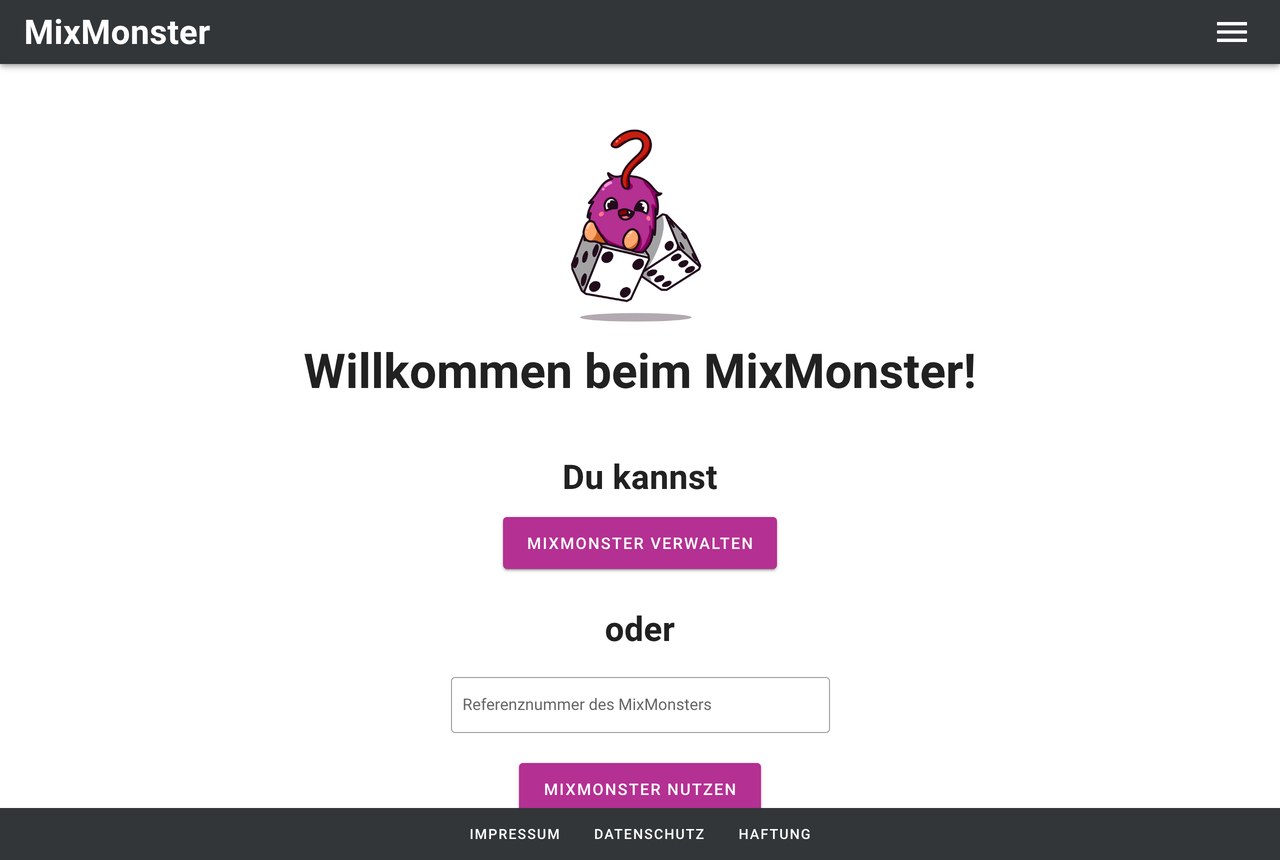 MixMonster
Willkommen beim MixMonster!
Du kannst
MIXMONSTER VERWALTEN
oder
Referenznummer des MixMonsters
MIXMONSTER NUTZEN
IMPRESSUM DATENSCHUTZ HAFTUNG